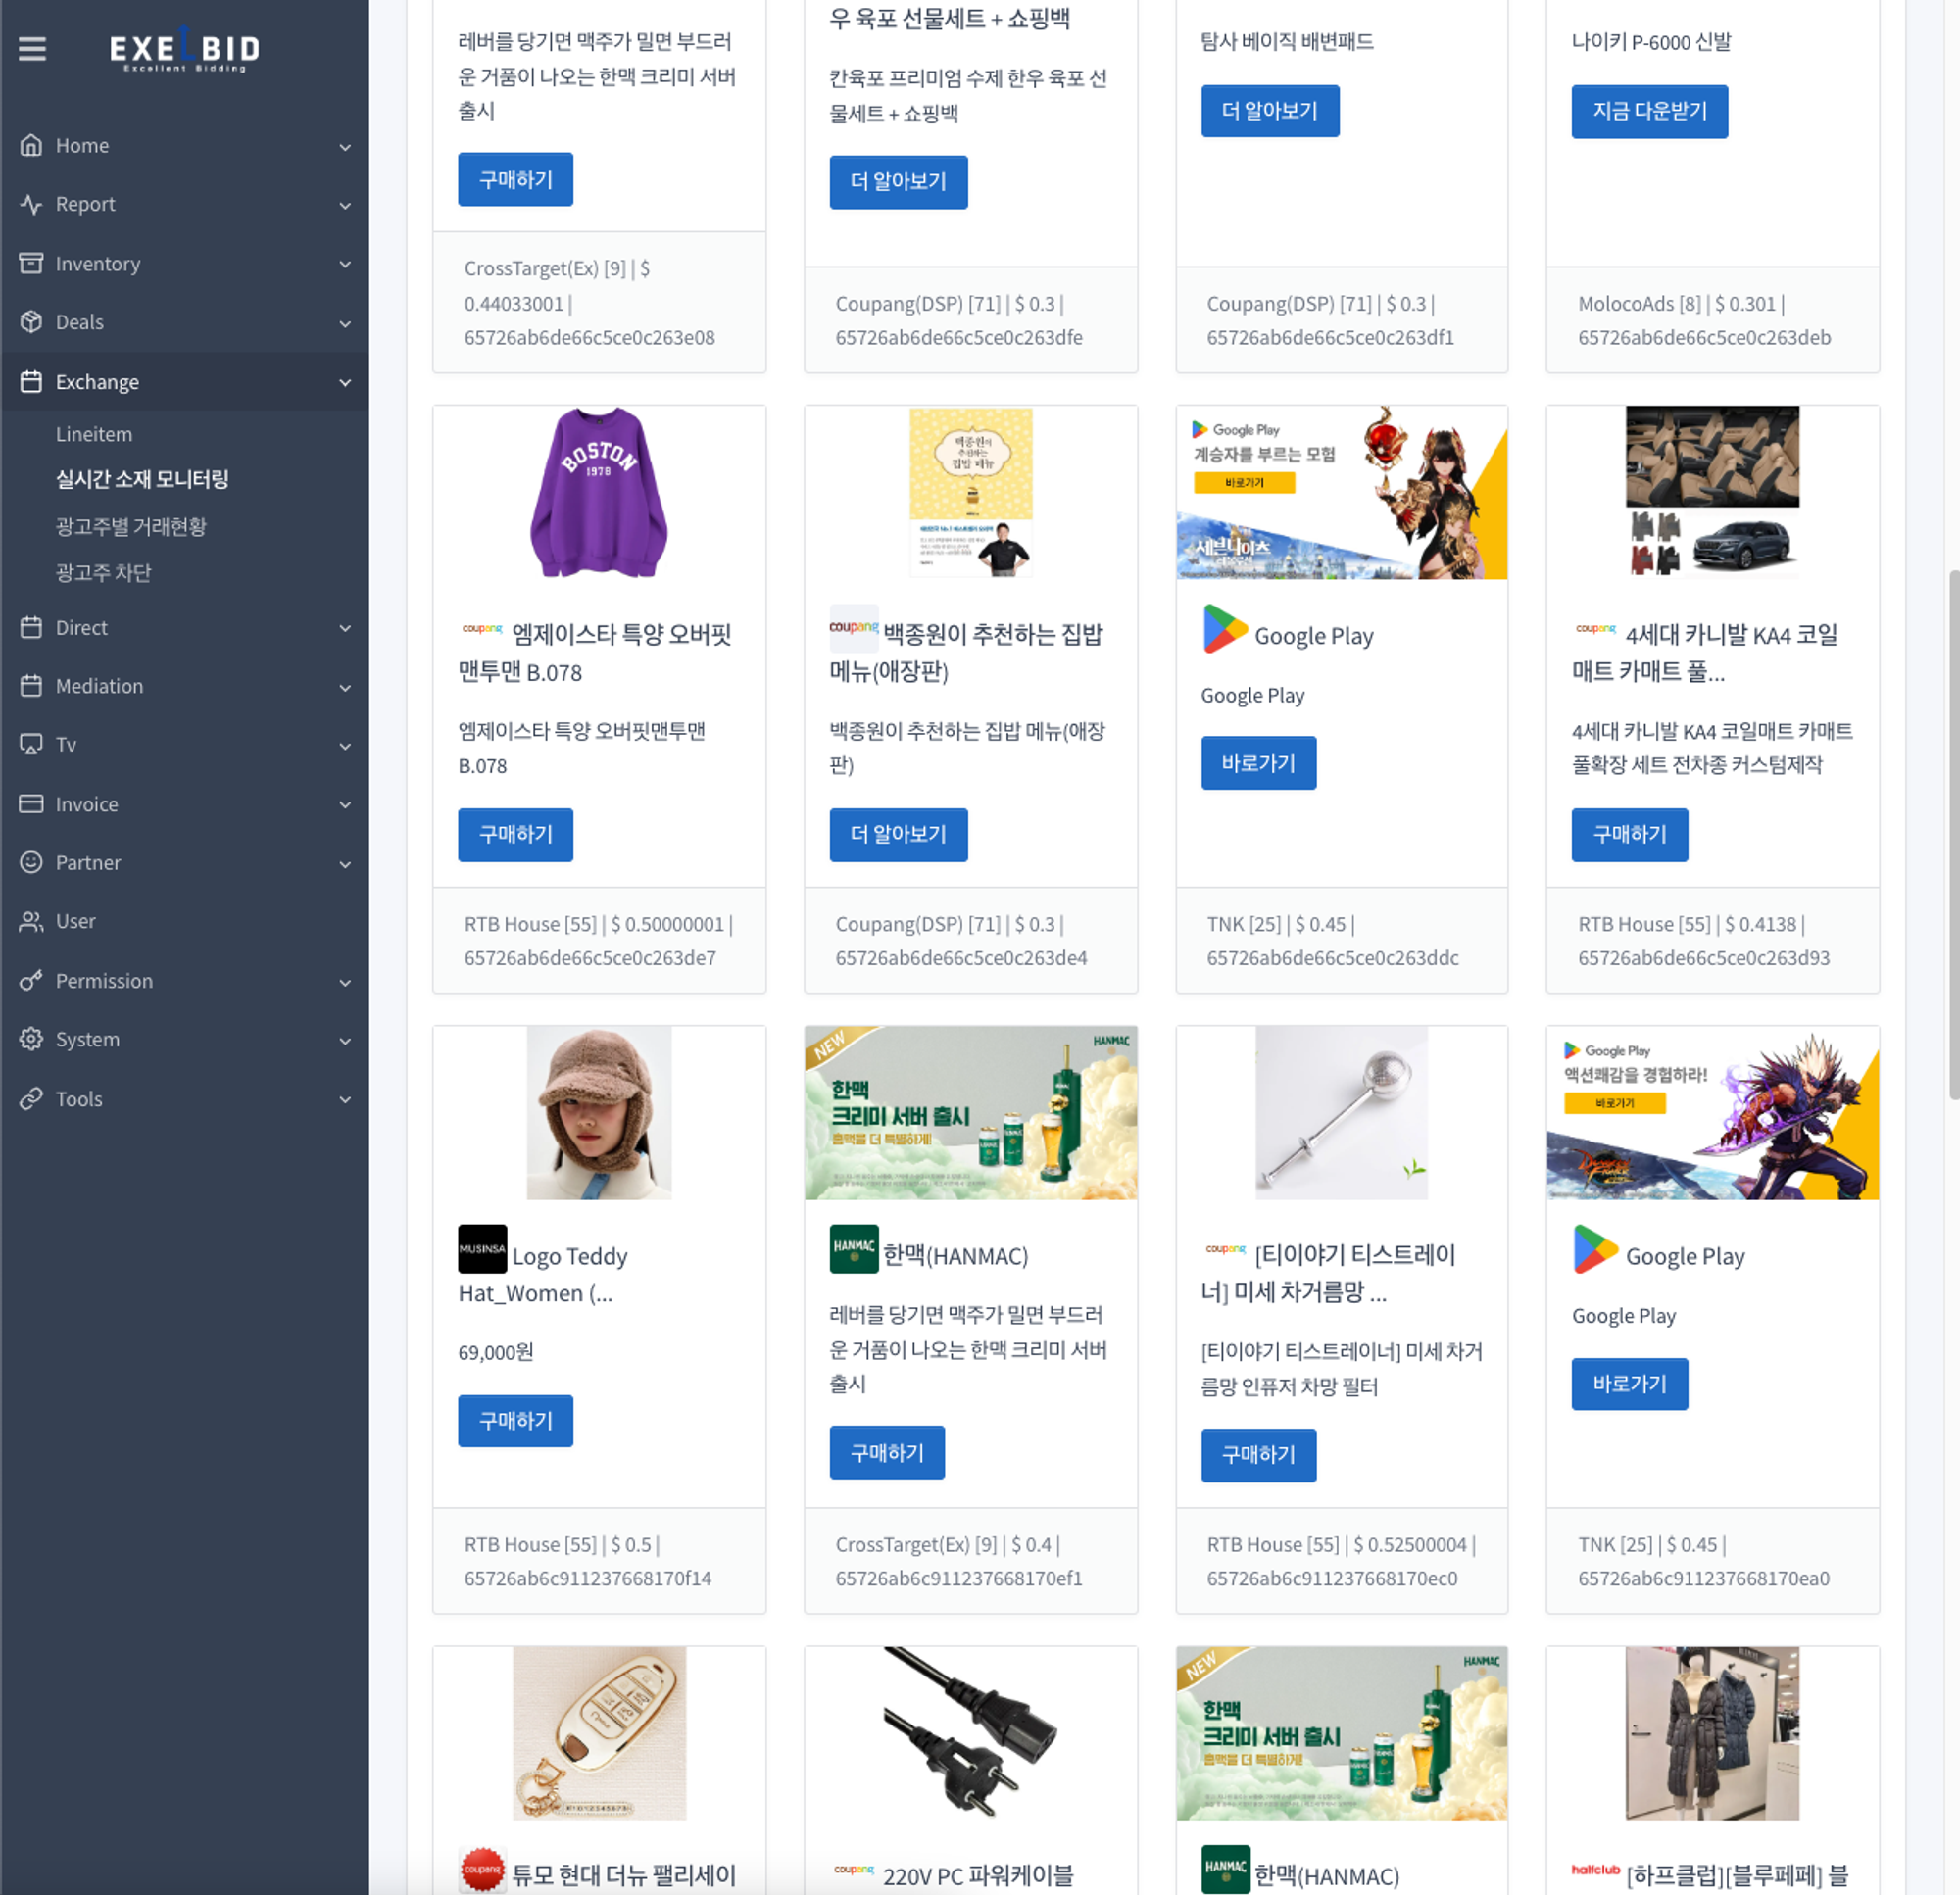 EXELBID
Excellent Bidding
Home
Report
Inventory
Deals
Exchange
Lineitem
실시간 소재 모니터링
광고주별 거래현황
광고주 차단
Direct
Mediation
Tv
Invoice
Partner
User
Permission
System
Tools
레버를 당기면 맥주가 밀면 부드러
운 거품이 나오는 한맥 크리미 서버
출시
구매하기
CrossTarget(Ex) [9] | $
0.44033001 |
65726ab6de66c5ce0c263e08
우 육포 선물세트 + 쇼핑백
칸육포 프리미엄 수제 한우 육포 선
물세트 + 쇼핑백
더 알아보기
Coupang(DSP) [71] | $ 0.3 |
65726ab6de66c5ce0c263dfe
탐사 베이직 배변패드
더 알아보기
Coupang(DSP) [71] | $ 0.3 |
65726ab6de66c5ce0c263df1
나이키 P-6000 신발
지금 다운받기
MolocoAds [8] | $ 0.301 |
65726ab6de66c5ce0c263deb
BOSTON
1978
coupang 엠제이스타 특양 오버핏
맨투맨 B.078
엠제이스타 특양 오버핏맨투맨
B.078
구매하기
RTB House [55] | $ 0.50000001 |
65726ab6de66c5ce0c263de7
백종원이
추천하는
집밥 메뉴
coupang 백종원이 추천하는 집밥
메뉴(애장판)
백종원이 추천하는 집밥 메뉴(애장
판)
더 알아보기
Coupang(DSP) [71] | $ 0.3 |
65726ab6de66c5ce0c263de4
Google Play
계승자를 부르는 모험
바로가기
세븐나이츠
Google Play
Google Play
바로가기
TNK [25] | $ 0.45 |
65726ab6de66c5ce0c263ddc
coupang 4세대 카니발 KA4 코일
매트 카매트 풀...
4세대 카니발 KA4 코일매트 카매트
풀확장 세트 전차종 커스텀제작
구매하기
RTB House [55] | $ 0.4138 |
65726ab6de66c5ce0c263d93
MUSINSA Logo Teddy
Hat_Women (...
69,000원
구매하기
RTB House [55] | $ 0.5 |
65726ab6c911237668170f14
NEW
HANMAC
한맥
크리미 서버 출시
홈맥을 더 특별하게!
HANMAC 한맥(HANMAC)
레버를 당기면 맥주가 밀면 부드러
운 거품이 나오는 한맥 크리미 서버
출시
구매하기
CrossTarget(Ex) [9] | $ 0.4 |
65726ab6c911237668170ef1
coupang [티이야기 티스트레이
너] 미세 차거름망 ...
[티이야기 티스트레이너] 미세 차거
름망 인퓨저 차망 필터
구매하기
RTB House [55] | $ 0.52500004 |
65726ab6c911237668170ec0
Google Play
액션쾌감을 경험하라!
바로가기
Google Play
Google Play
바로가기
TNK [25] | $ 0.45 |
65726ab6c911237668170ea0
coupang 튜모 현대 더뉴 팰리세이
coupang 220V PC 파워케이블
NEW
HANMAC
한맥
크리미 서버 출시
홈맥을 더 특별하게!
HANMAC 한맥(HANMAC)
halfclub [하프클럽][블루페페] 블